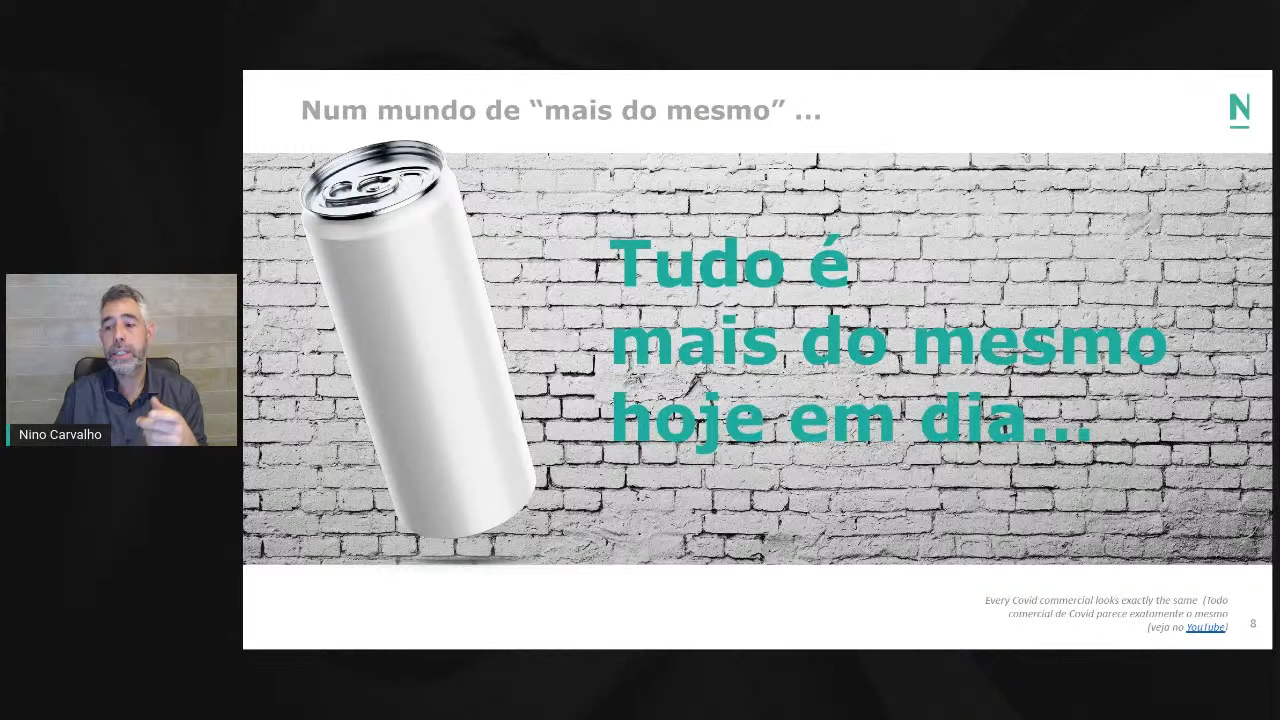 Num mundo de “mais do mesmo” ...
N
Tudo é
mais do mesmo
hoje em dia...
Nino Carvalho
Every Covid commercial looks exactly the same (Todo
comercial de Covid parece exatamente o mesmo
(veja no YouTube)
8